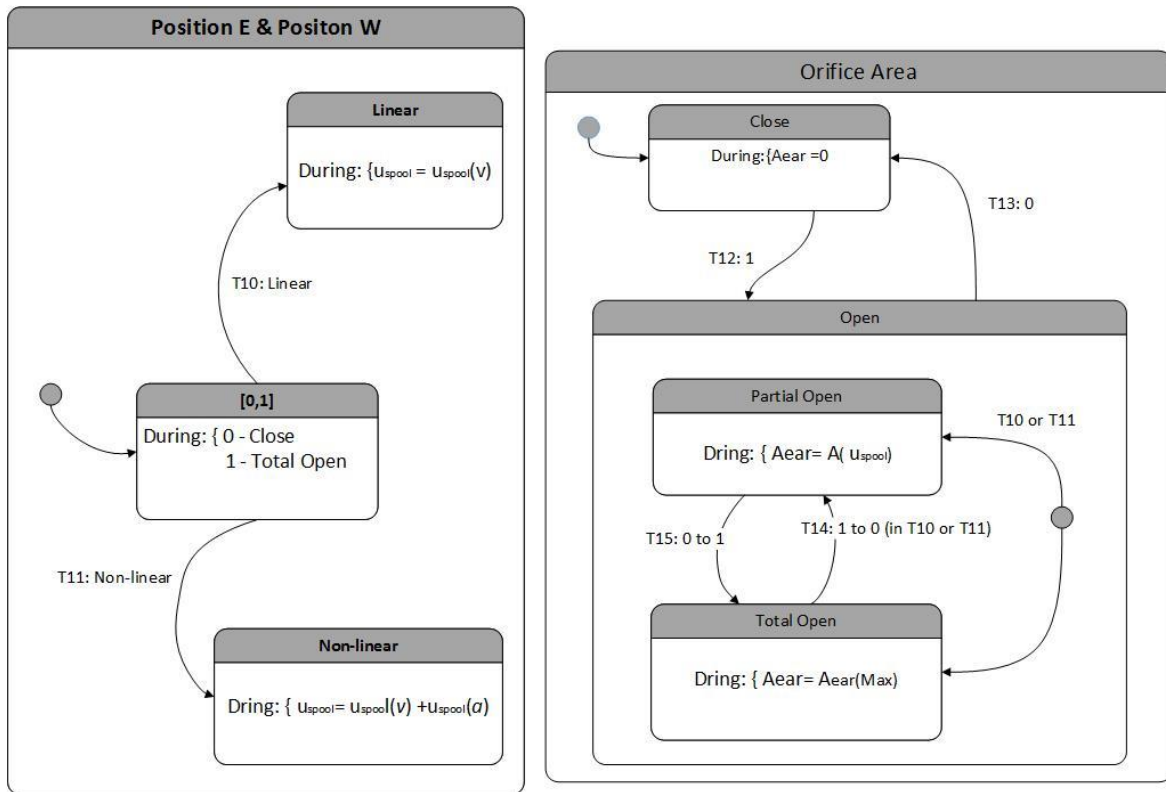 Position E & Positon W
Linear
During: {uspool = uspool(v)
T10: Linear
[0,1]
During: { 0 - Close
1 - Total Open
T11: Non-linear
Non-linear
Dring: { uspool= uspool(v) +uspool(a)
Orifice Area
Close
During:{Aear =0
T13: 0
T12: 1
Open
Partial Open
Dring: { Aear= A( uspool)
T10 or T11
T15: 0 to 1
T14: 1 to 0 (in T10 or T11)
Total Open
Dring: { Aear= Aear(Max)